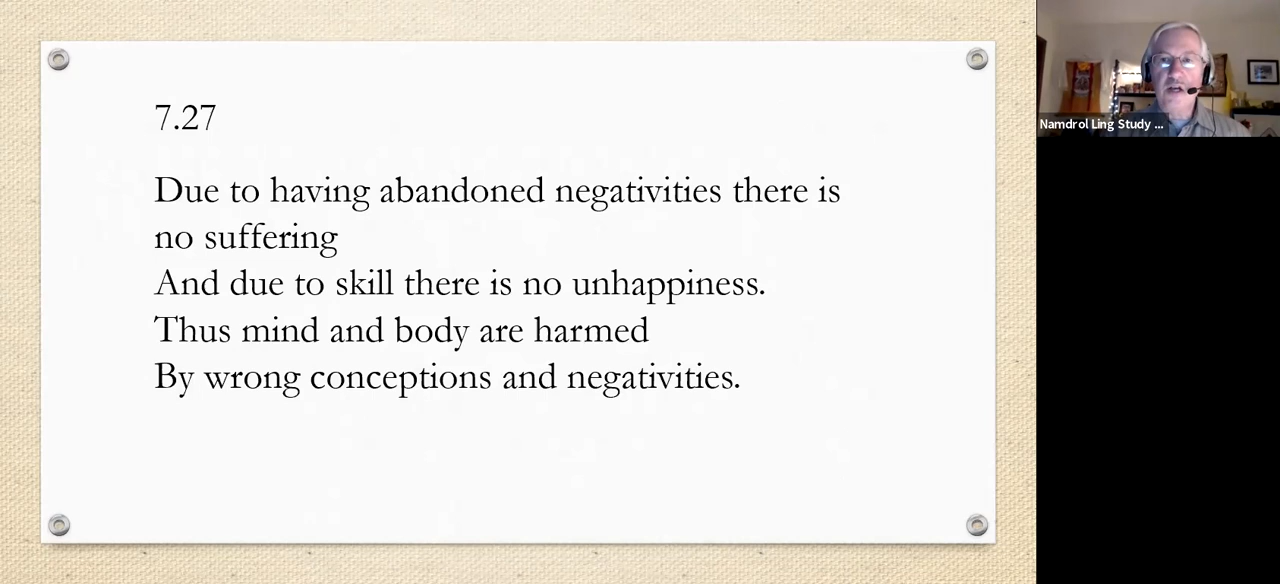 7.27
Due to having abandoned negativities there is
no suffering
And due to skill there is no unhappiness.
Thus mind and body are harmed
By wrong conceptions and negativities.
Namdrol Ling Study ...